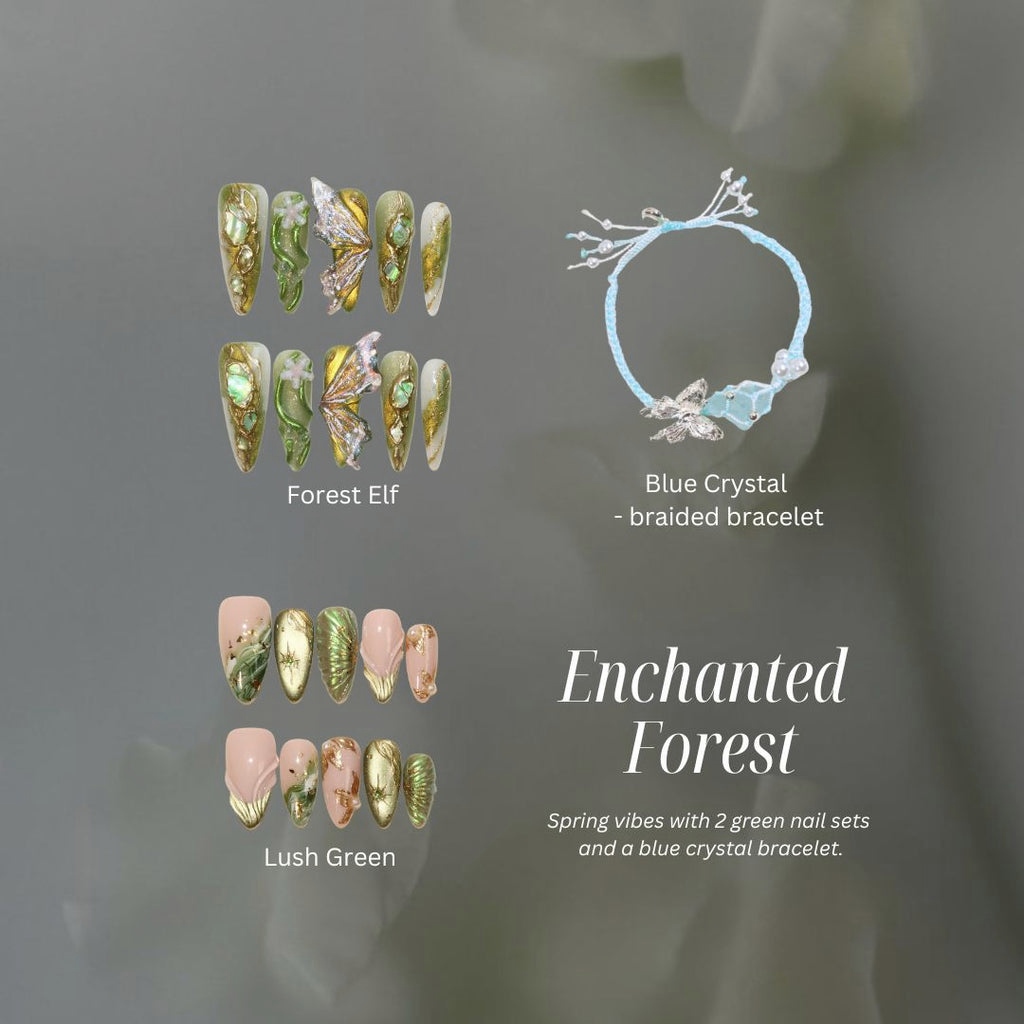 Forest Elf
Blue Crystal
- braided bracelet
Lush Green
Enchanted
Forest
Spring vibes with 2 green nail sets
and a blue crystal bracelet.